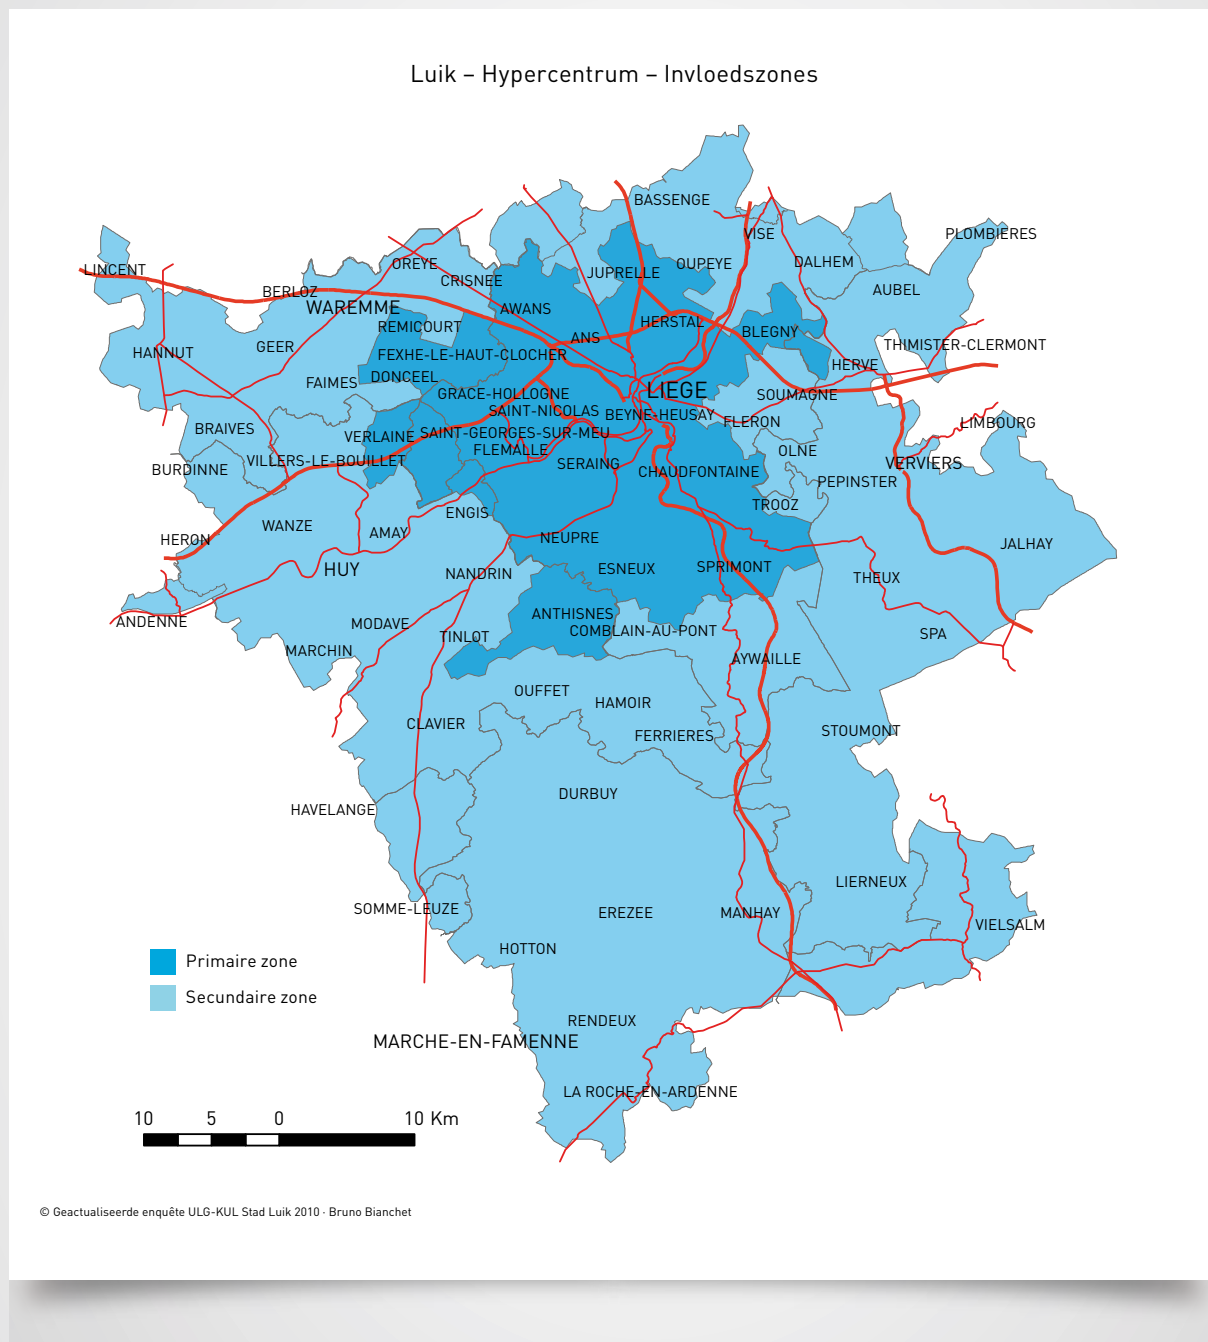 Luik – Hypercentrum – Invloedszones
BASSENGE
VISE
PLOMBIERES
LINCENT
OREYE
CRISNEE
JUPRELLE
OUPEYE
DALHEM
BERLOZ
WAREMME
AUBEL
AWANS
REMICOURT
HERSTAL
BLEGNY
ANS
GEER
HANNUT
FEXHE-LE-HAUT-CLOCHER
THIMISTER-CLERMONT
HERVE
FAIMES
DONCEEL
GRACE-HOLLOGNE
LIEGE
SOUMAGNE
SAINT-NICOLAS
BEYNE-HEUSAY
FLERON
LIMBOURG
BRAIVES
VERLAINE
SAINT-GEORGES-SUR-MEU
FLEMALLE
OLNE
BURDINNE
VILLERS-LE-BOUILLET
SERAING
CHAUDFONTAINE
VERVIERS
PEPINSTER
TROOZ
ENGIS
WANZE
AMAY
HERON
NEUPRE
JALHAY
HUY
NANDRIN
ESNEUX
SPRIMONT
THEUX
ANDENNE
MODAVE
ANTHISNES
COMBLAIN-AU-PONT
TINLOT
SPA
MARCHIN
AYWAILLE
OUFFET
HAMOIR
CLAVIER
FERRIERES
STOUMONT
DURBUY
HAVELANGE
LIERNEUX
SOMME-LEUZE
EREZEE
MANHAY
VIELSALM
HOTTON
Primaire zone
Secundaire zone
RENDEUX
MARCHE-EN-FAMENNE
LA ROCHE-EN-ARDENNE
10 5 0 10 Km
© Geactualiseerde enquête ULG-KUL Stad Luik 2010 · Bruno Bianchet